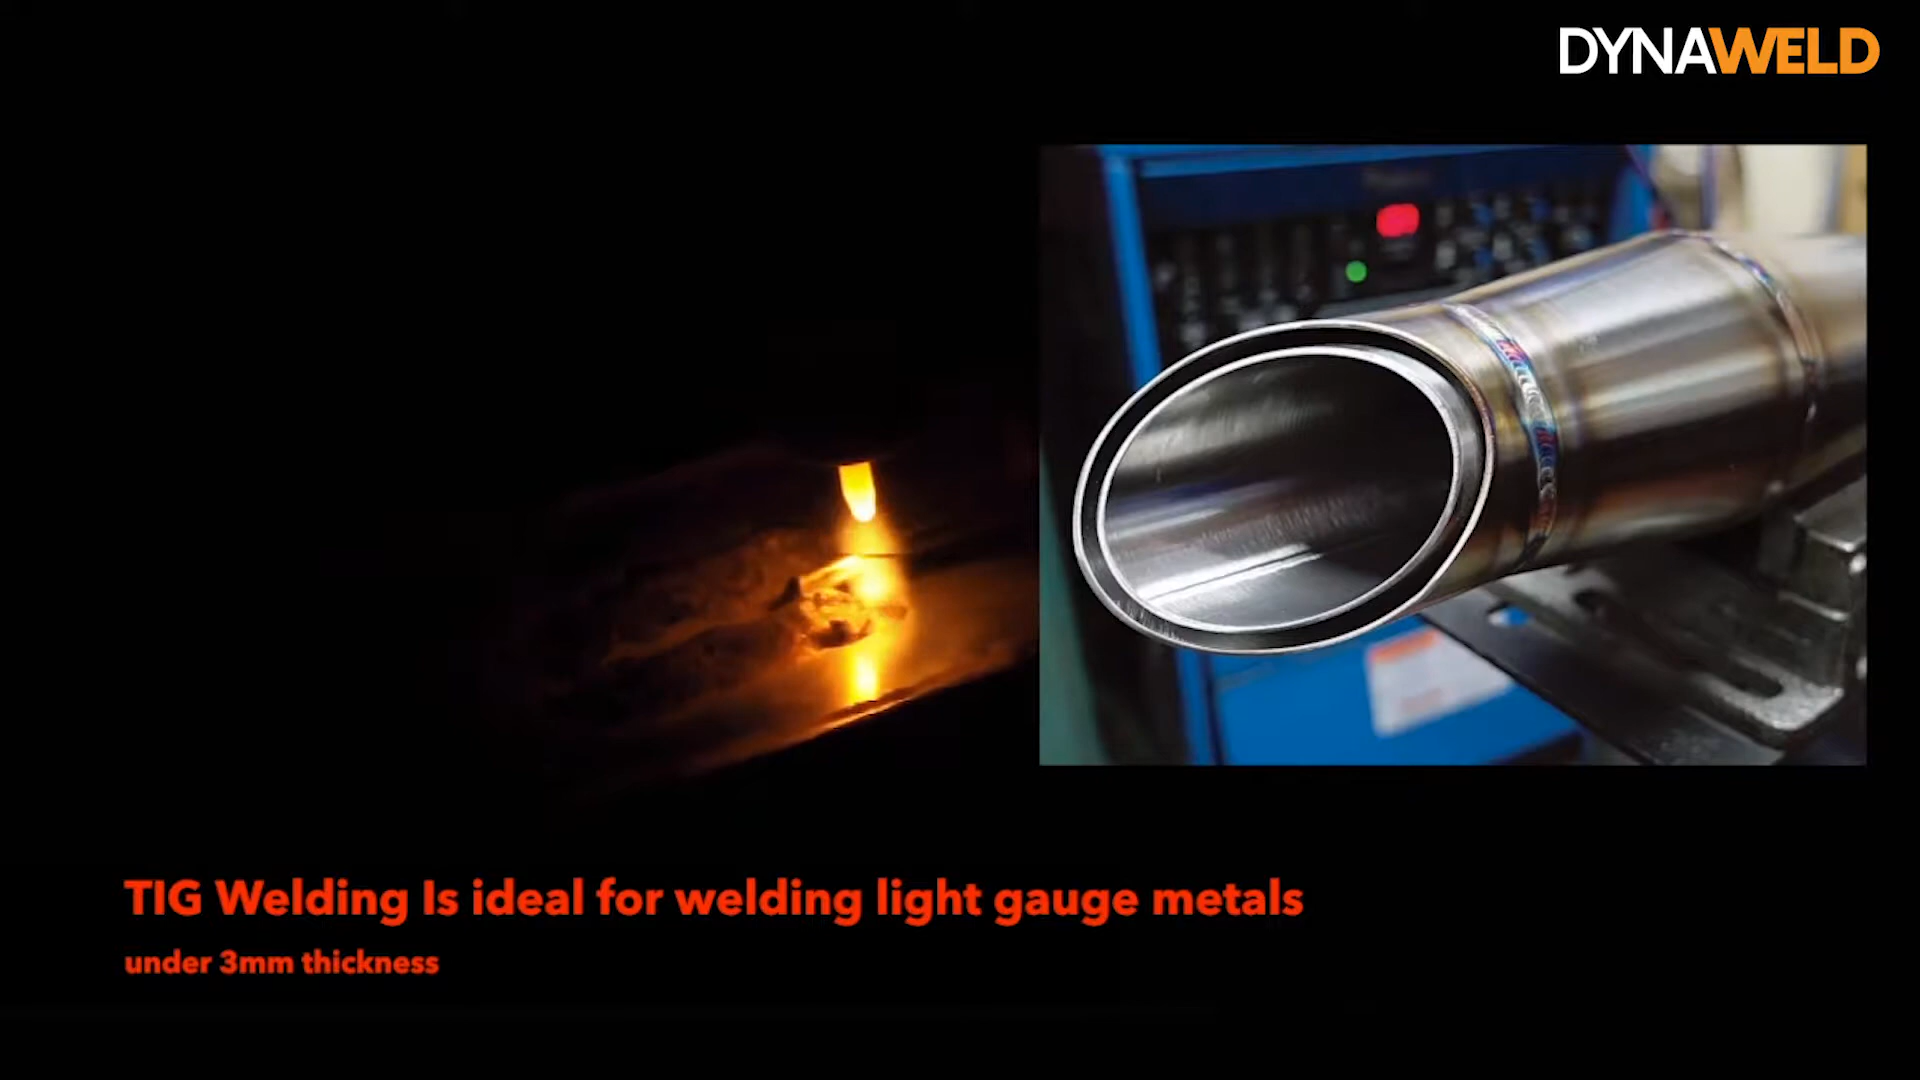 DYNAWELD
TIG Welding Is ideal for welding light gauge metals
under 3mm thickness